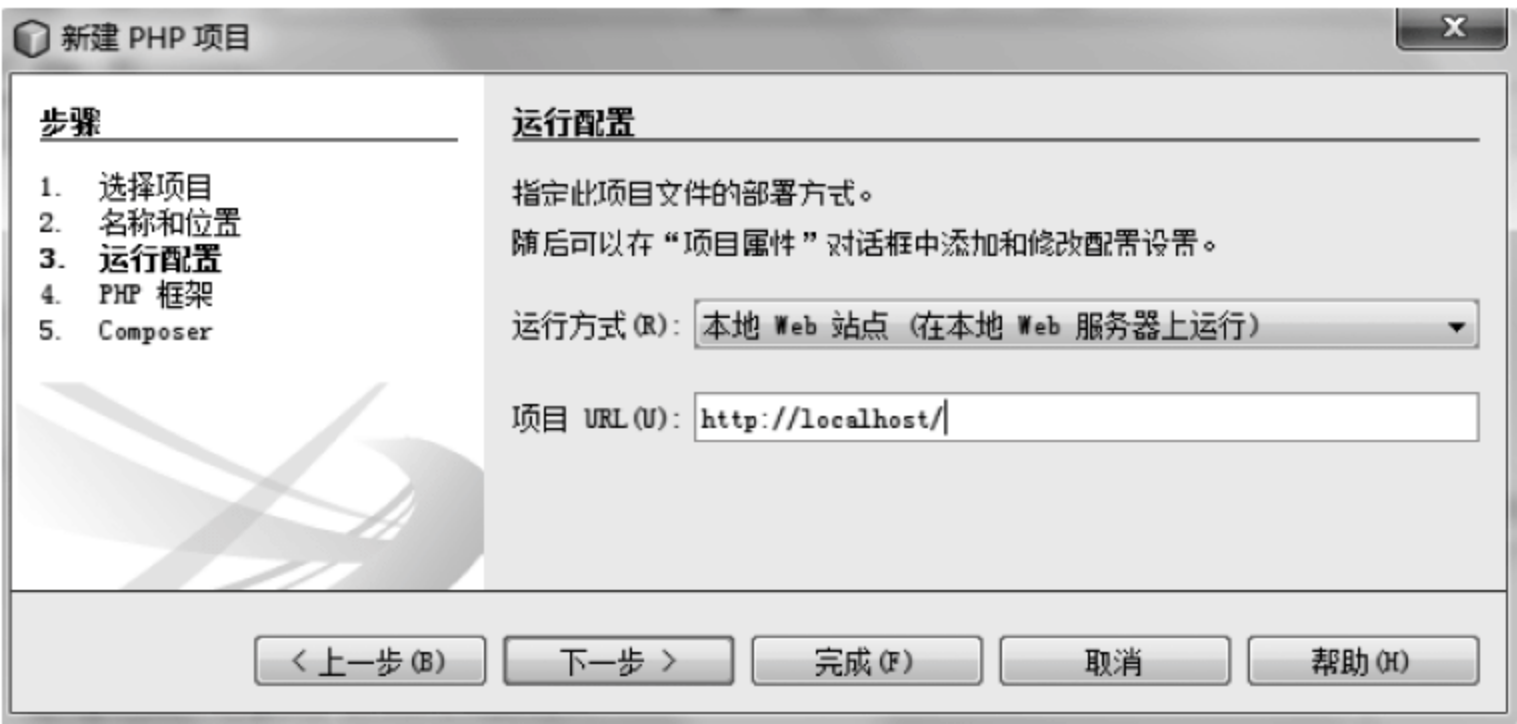 新建 PHP 项目
步骤
1. 选择项目
2. 名称和位置
3. 运行配置
4. PHP 框架
5. Composer
运行配置
指定此项目文件的部署方式。
随后可以在“项目属性”对话框中添加和修改配置设置。
运行方式(R): 本地 Web 站点 (在本地 Web 服务器上运行)
项目 URL(U): http://localhost/
< 上一步(B) 下一步 > 完成(F) 取消 帮助(H)